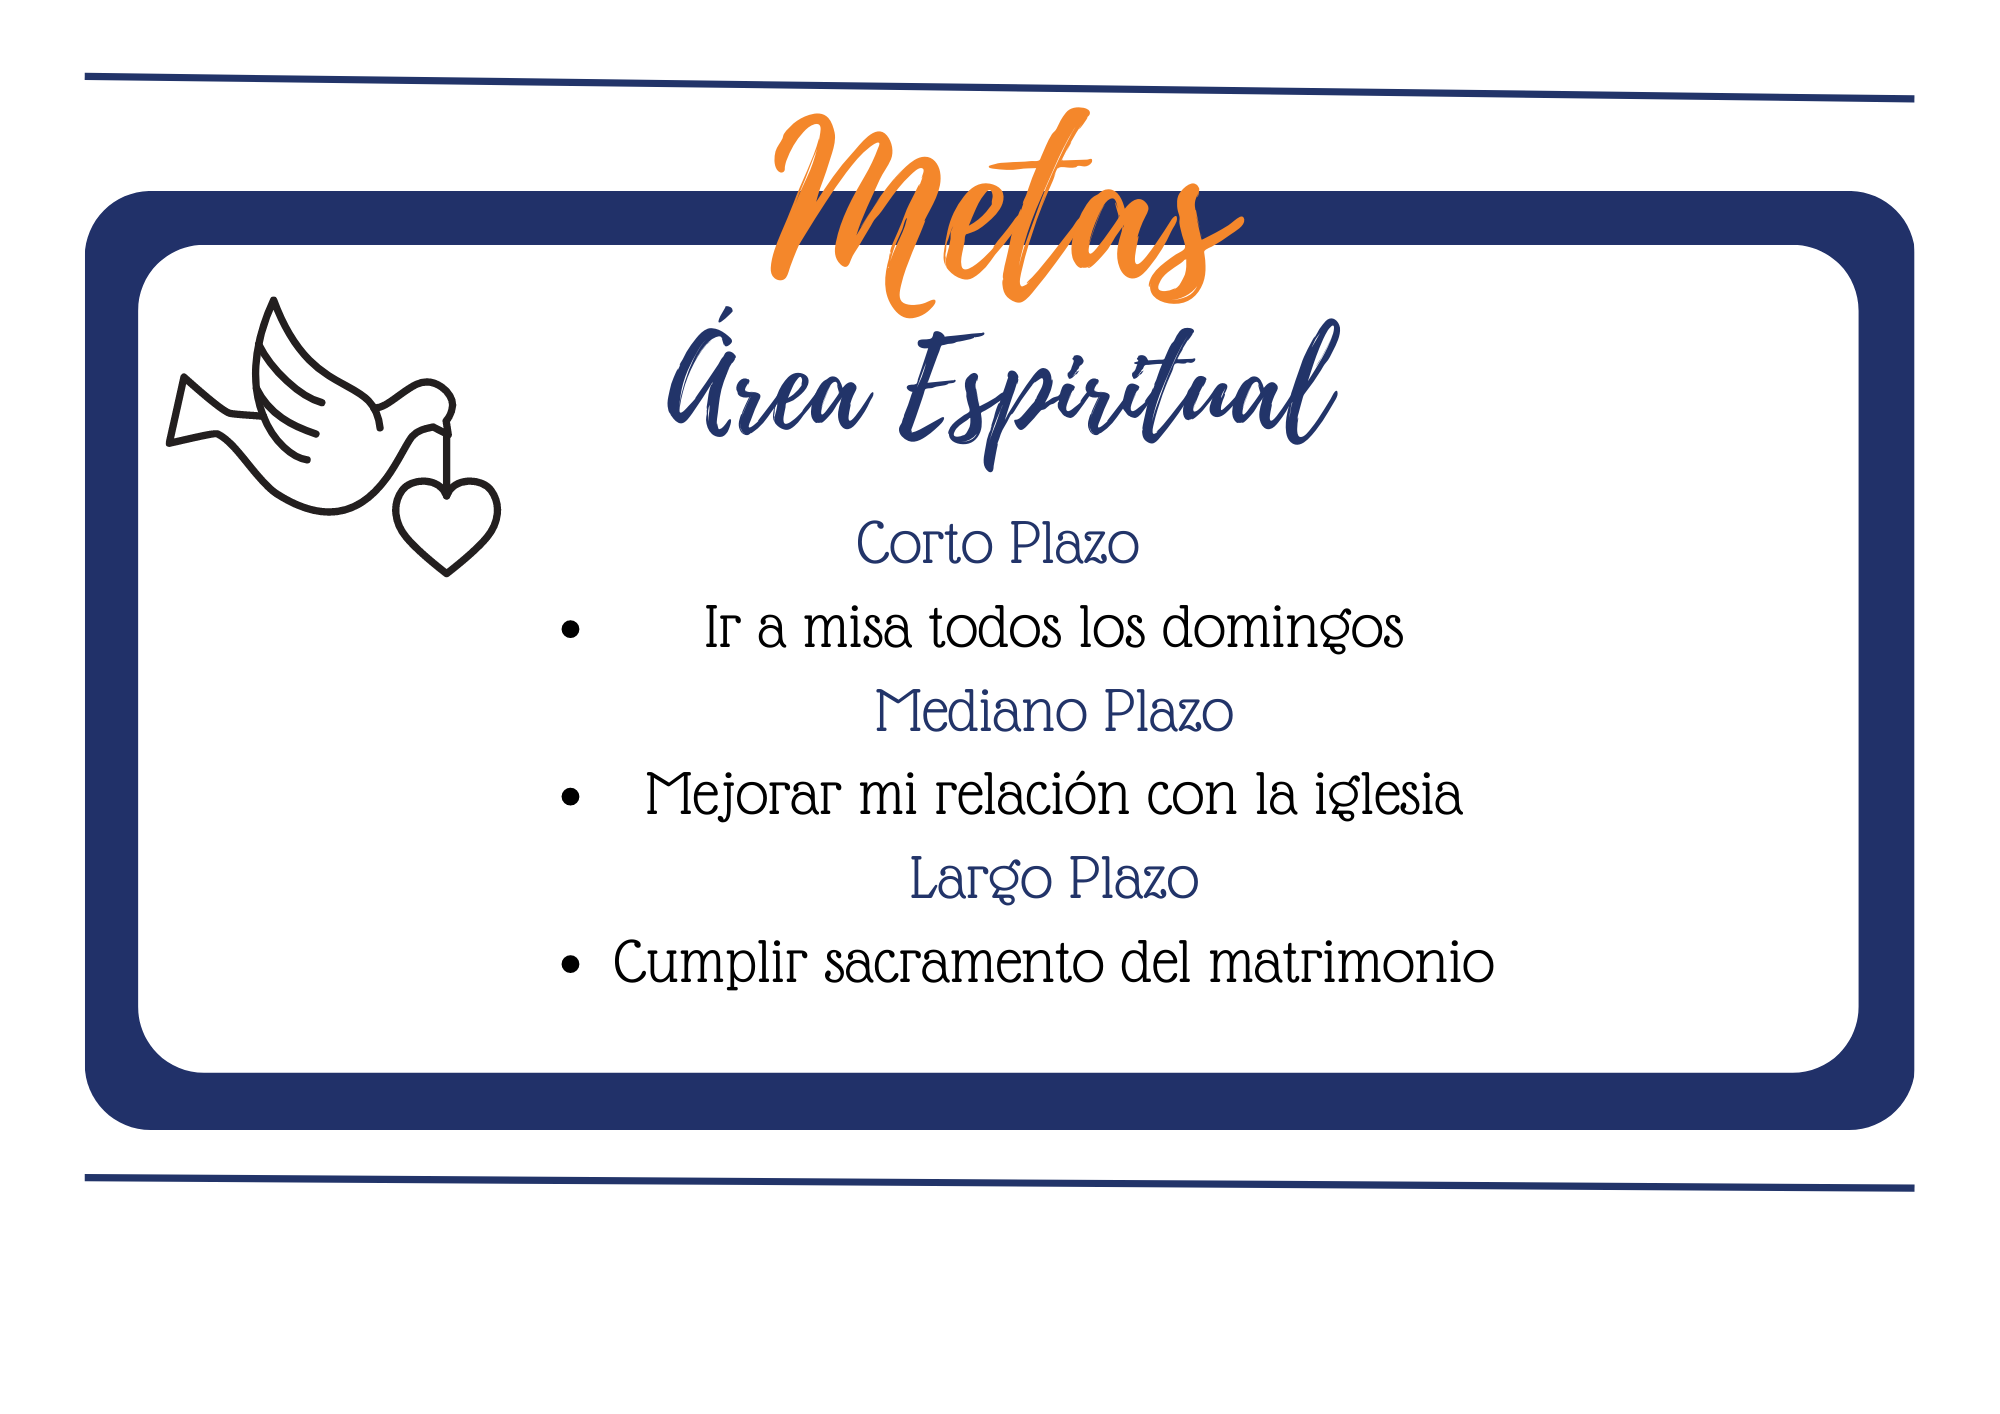 Metas
Área Espiritual
Corto Plazo
• Ir a misa todos los domingos
Mediano Plazo
• Mejorar mi relación con la iglesia
Largo Plazo
• Cumplir sacramento del matrimonio